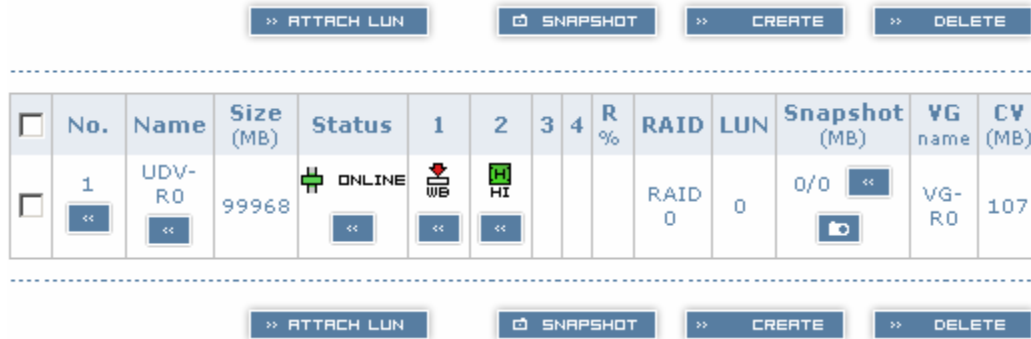 » ATTACH LUN SNAPSHOT » CREATE » DELETE
No. Name Size (MB) Status 1 2 3 4 R % RAID LUN Snapshot (MB) VG name CV (MB)
1 « UDV-R0 « 99968 ONLINE « WB « HI « RAID 0 0 0/0 « VG-R0 107
» ATTACH LUN SNAPSHOT » CREATE » DELETE